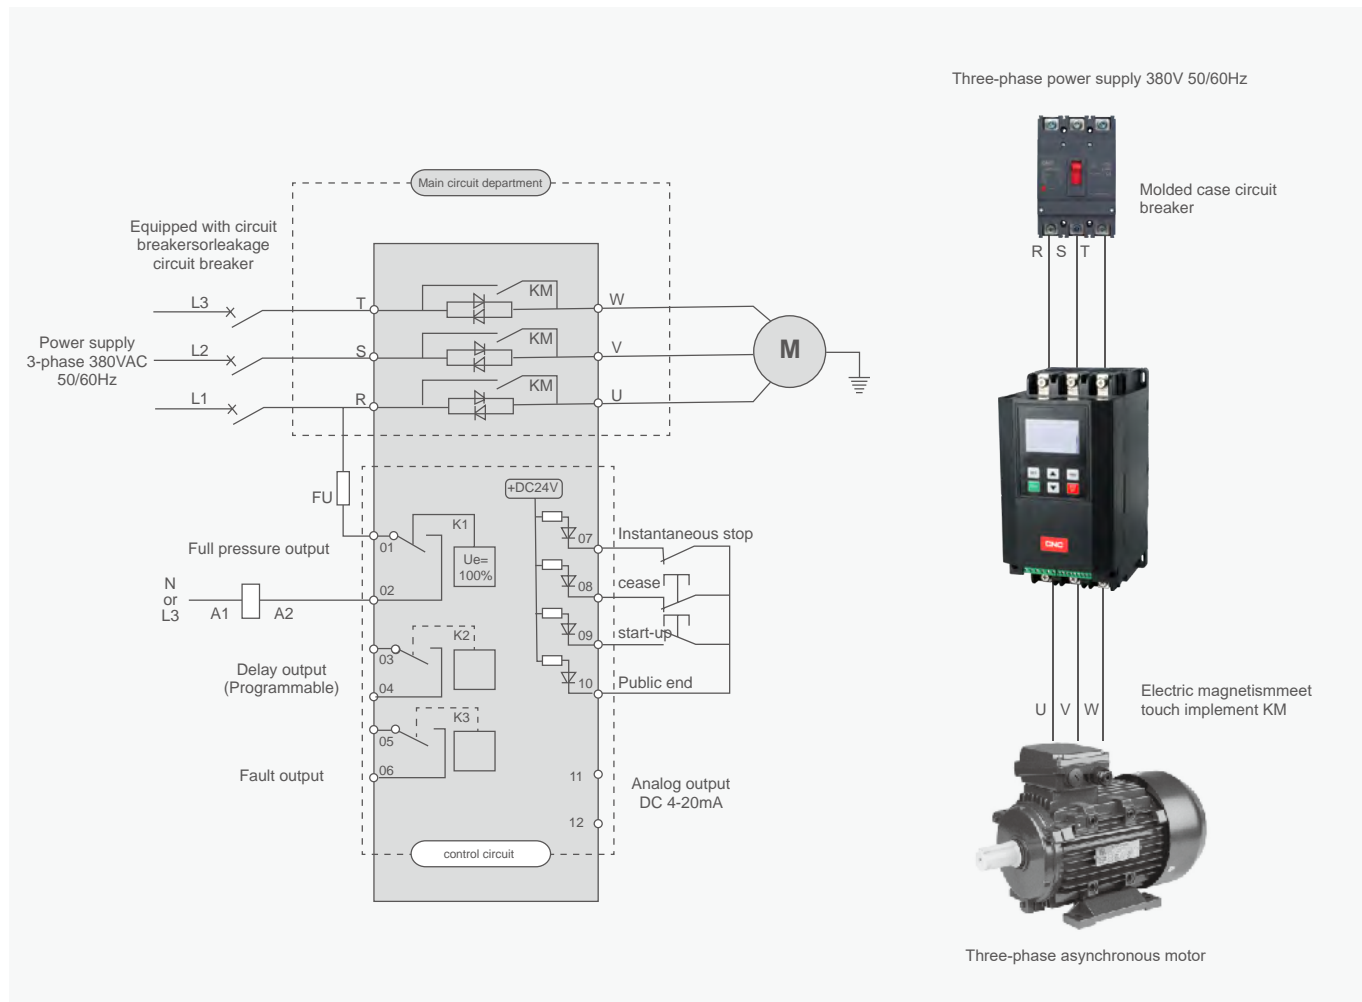 Three-phase power supply 380V 50/60Hz
Molded case circuit
breaker
R S T
CNC
Electric magnetismmeet
touch implement KM
U V W
Three-phase asynchronous motor
Main circuit department
Equipped with circuit
breakersorleakage
circuit breaker
L3
T
KM
W
Power supply
3-phase 380VAC
50/60Hz
L2
S
KM
V
M
L1
R
KM
U
FU
+DC24V
K1
01
Ue=
100%
Full pressure output
02
N
or
L3
A1
A2
07
Instantaneous stop
08
cease
09
start-up
10
Public end
K2
03
04
Delay output
(Programmable)
K3
05
06
Fault output
11
12
Analog output
DC 4-20mA
control circuit